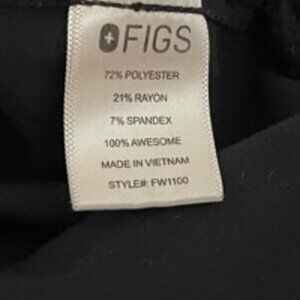 FIGS
72% POLYESTER
21% RAYON
7% SPANDEX
100% AWESOME
MADE IN VIETNAM
STYLE#: FW1100